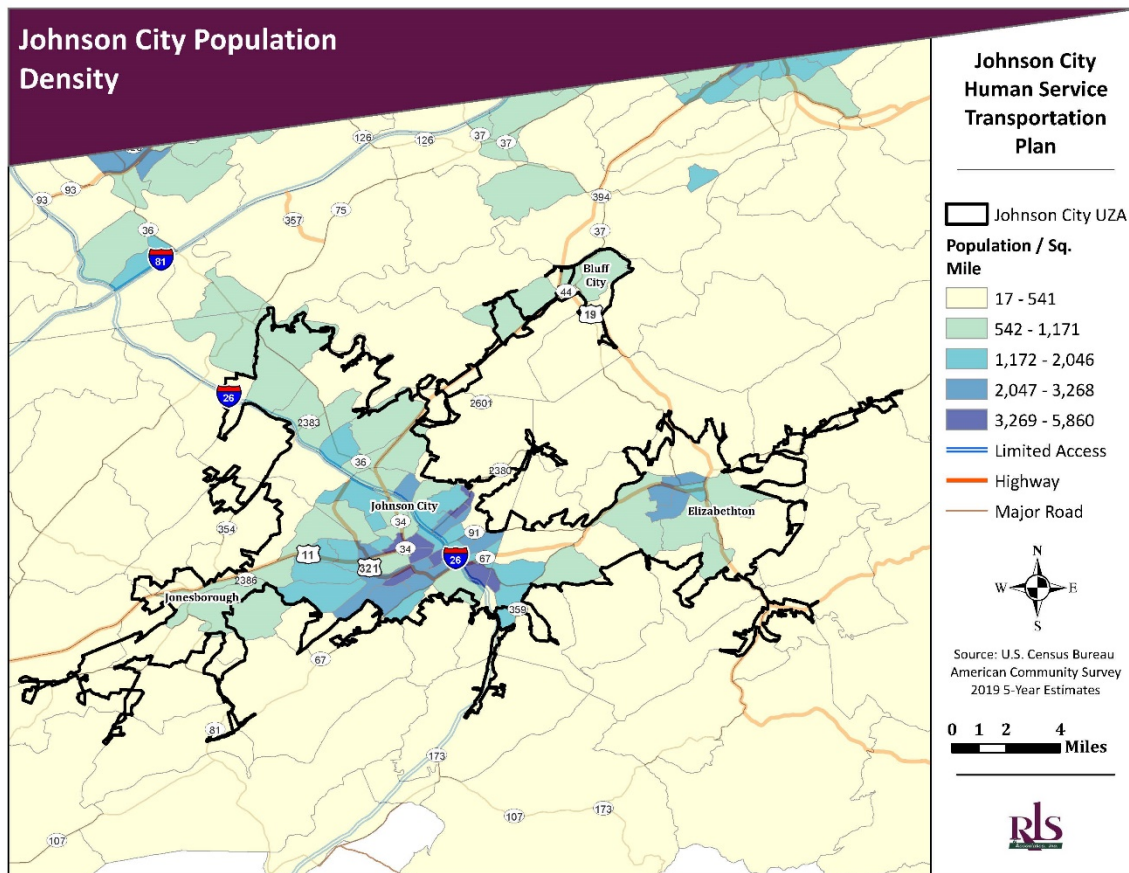 Johnson City Population
Density
Johnson City
Human Service
Transportation
Plan
Johnson City UZA
Population / Sq.
Mile
17 - 541
542 - 1,171
1,172 - 2,046
2,047 - 3,268
3,269 - 5,860
Limited Access
Highway
Major Road
N
W
E
S
Source: U.S. Census Bureau
American Community Survey
2019 5-Year Estimates
0 1 2 4
Miles
RLS
126
126
37
37
93
93
394
357
75
36
37
81
Bluff
City
44
19
26
2601
2383
36
2380
Johnson City
Elizabethton
34
91
354
34
11
321
26
67
2386
Jonesborough
359
67
81
173
107
107
173